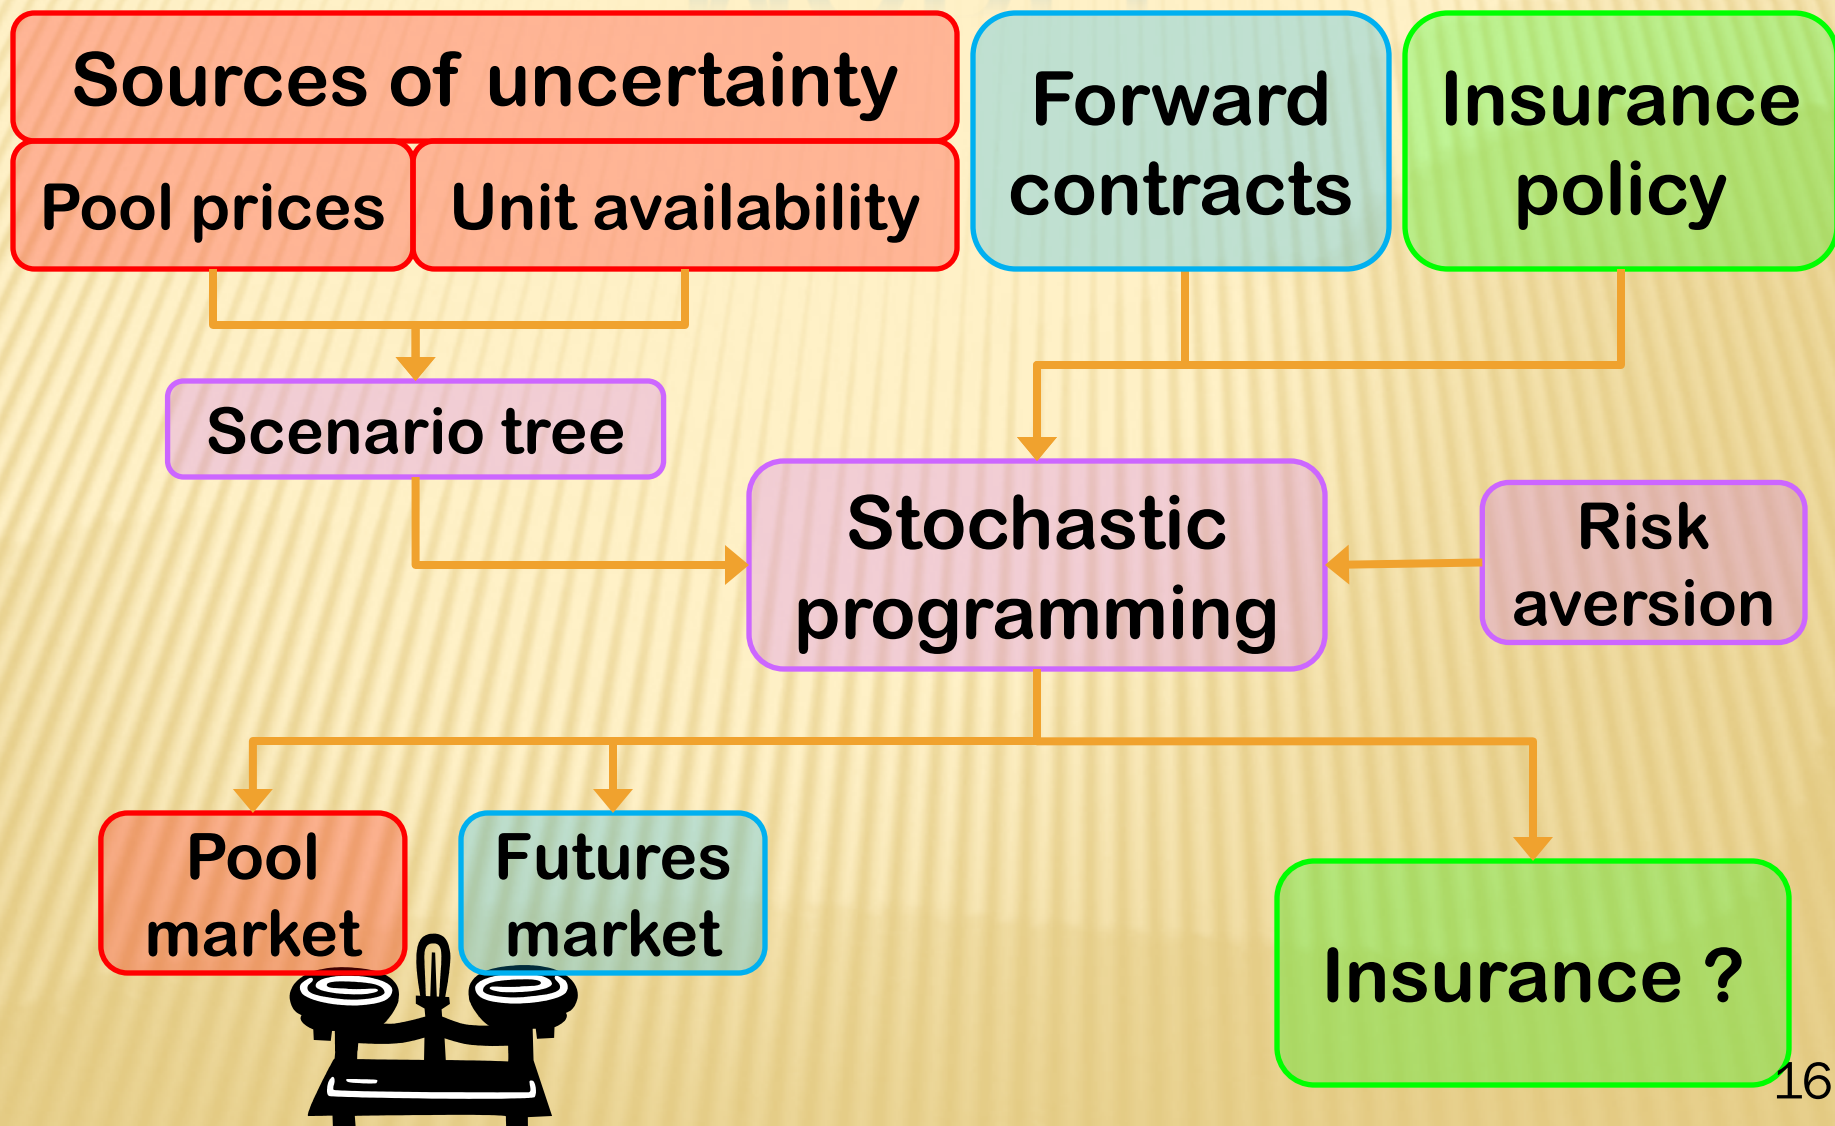 Sources of uncertainty
Pool prices
Unit availability
Forward
contracts
Insurance
policy
Scenario tree
Stochastic
programming
Risk
aversion
Pool
market
Futures
market
Insurance ?
16